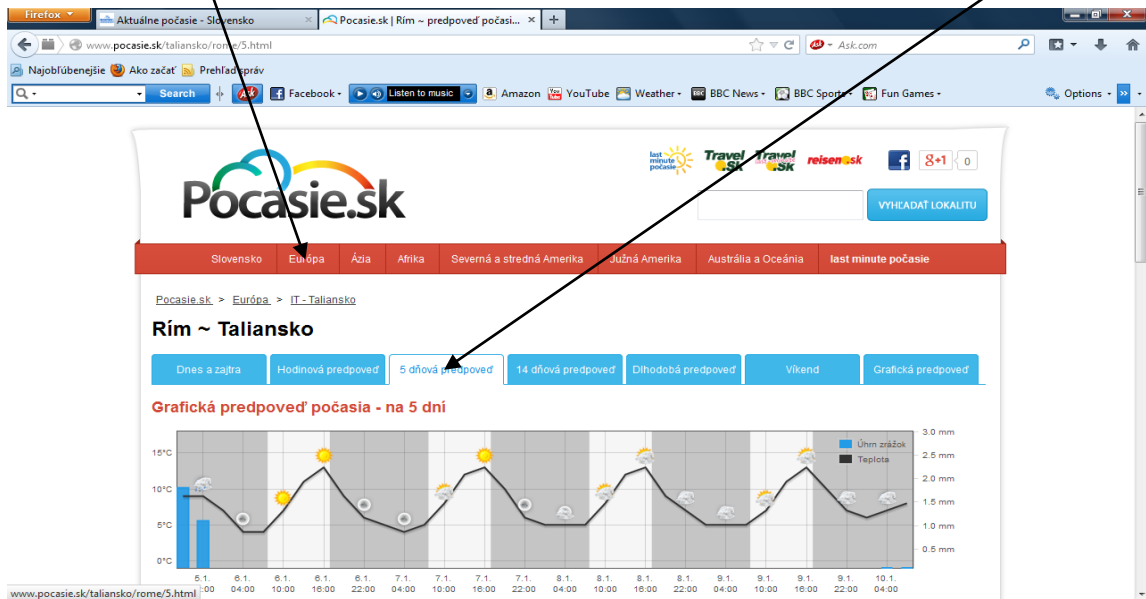 Firefox
Aktuálne počasie - Slovensko
Pocasie.sk | Rím ~ predpoveď počasi...
www.pocasie.sk/taliansko/rome/5.html
Ask.com
Najobľúbenejšie Ako začať Prehľad správ
Search Ask Facebook Listen to music Amazon YouTube Weather BBC News BBC Sports Fun Games Options
last minute počasie Travel.SK Travel .SK reisen.sk +1 0
Pocasie.sk
VYHĽADAŤ LOKALITU
Slovensko Európa Ázia Afrika Severná a stredná Amerika Južná Amerika Austrália a Oceánia last minute počasie
Pocasie.sk > Európa > IT - Taliansko
Rím ~ Taliansko
Dnes a zajtra Hodinová predpoveď 5 dňová predpoveď 14 dňová predpoveď Dlhodobá predpoveď Víkend Grafická predpoveď
Grafická predpoveď počasia - na 5 dní
Úhrn zrážok
Teplota
15°C
10°C
5°C
0°C
3.0 mm
2.5 mm
2.0 mm
1.5 mm
1.0 mm
0.5 mm
5.1. 6.1. 6.1. 6.1. 6.1. 7.1. 7.1. 7.1. 7.1. 8.1. 8.1. 8.1. 8.1. 9.1. 9.1. 9.1. 9.1. 10.1.
:00 04:00 10:00 16:00 22:00 04:00 10:00 16:00 22:00 04:00 10:00 16:00 22:00 04:00 10:00 16:00 22:00 04:00
www.pocasie.sk/taliansko/rome/5.html